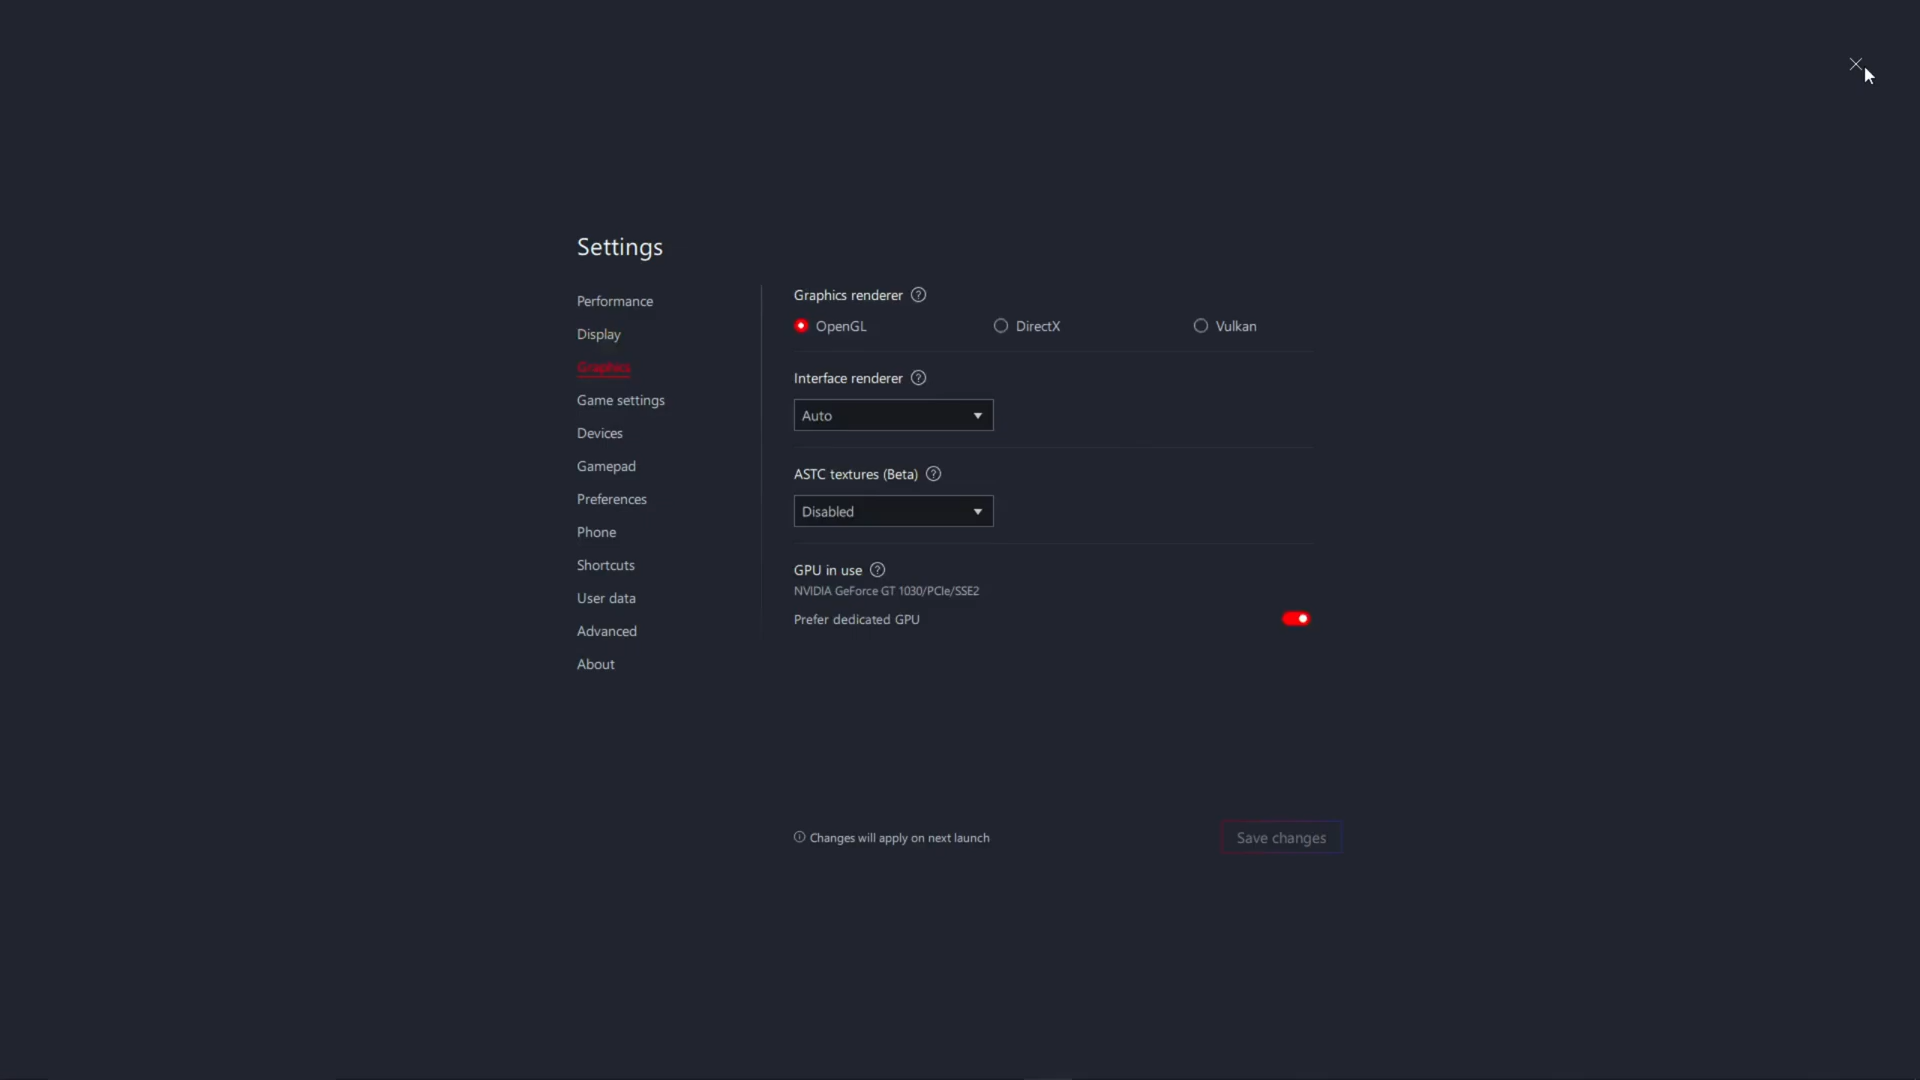 Settings
Performance
Display
Graphics
Game settings
Devices
Gamepad
Preferences
Phone
Shortcuts
User data
Advanced
About
Graphics renderer ?
OpenGL
DirectX
Vulkan
Interface renderer ?
Auto
ASTC textures (Beta) ?
Disabled
GPU in use ?
NVIDIA GeForce GT 1030/PCIe/SSE2
Prefer dedicated GPU
Changes will apply on next launch
Save changes